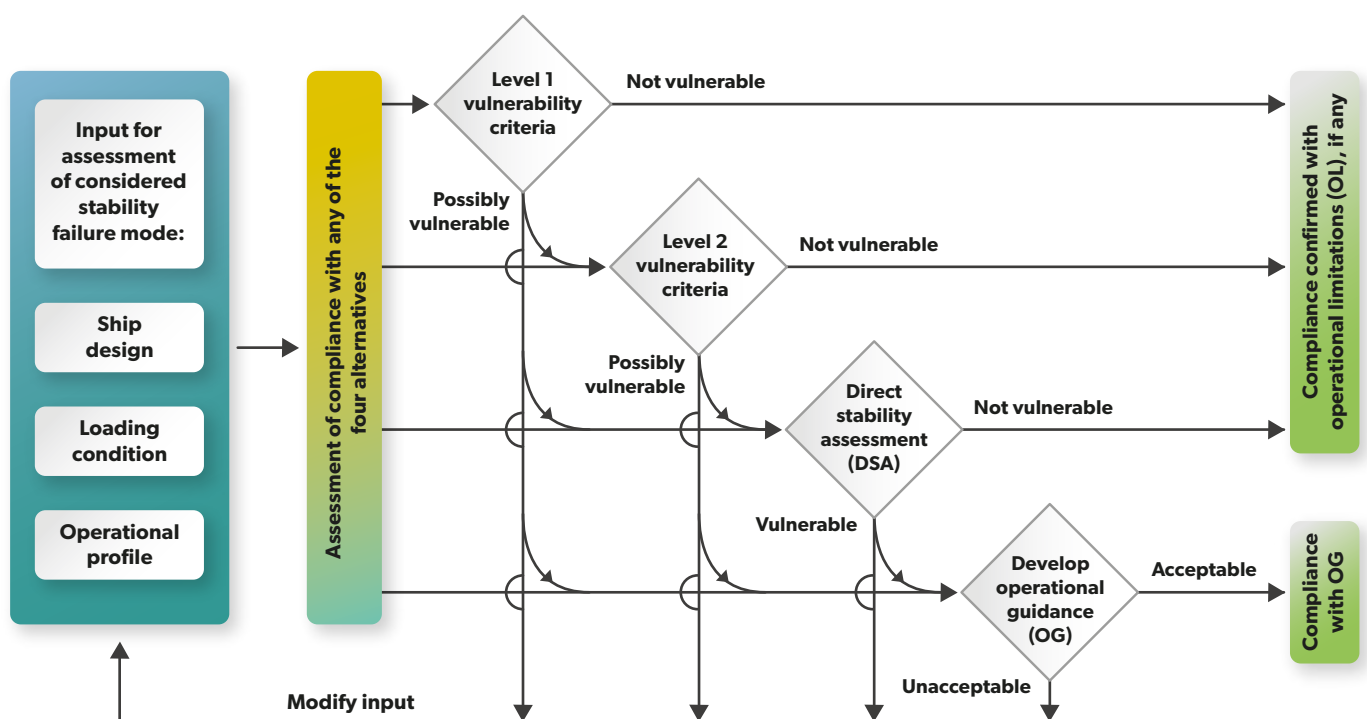 Input for
assessment
of considered
stability
failure mode:
Ship
design
Loading
condition
Operational
profile
Assessment of compliance with any of the
four alternatives
Level 1
vulnerability
criteria
Not vulnerable
Possibly
vulnerable
Level 2
vulnerability
criteria
Not vulnerable
Possibly
vulnerable
Direct
stability
assessment
(DSA)
Not vulnerable
Vulnerable
Develop
operational
guidance
(OG)
Acceptable
Unacceptable
Compliance confirmed with
operational limitations (OL), if any
Compliance
with OG
Modify input